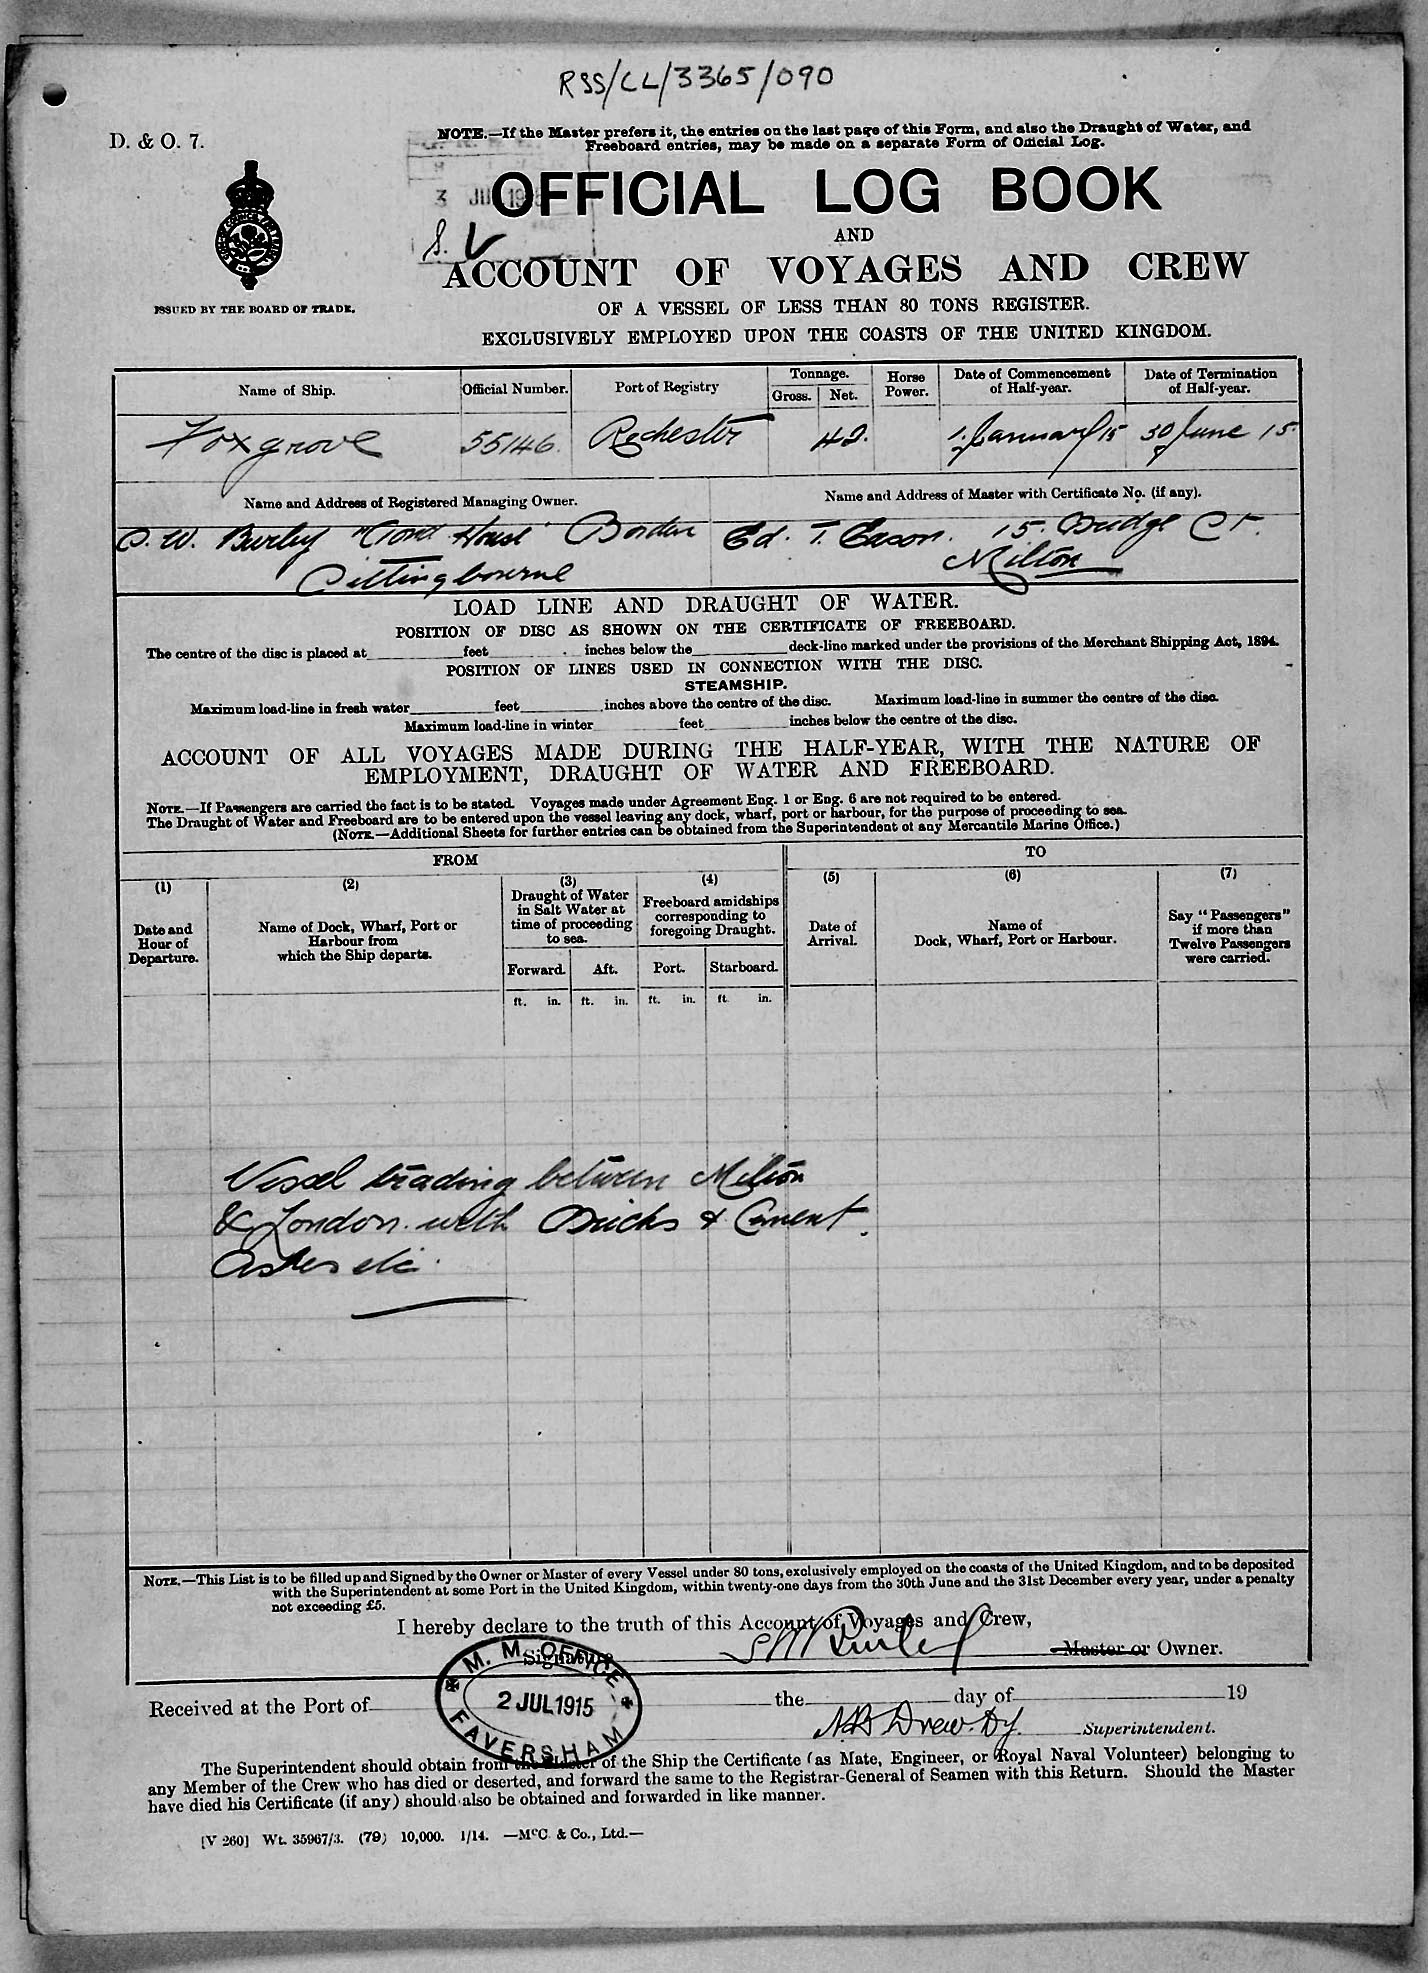 RSS/CL/3365/090
D. & O. 7.
NOTE.—If the Master prefers it, the entries on the last page of this Form, and also the Draught of Water, and
Freeboard entries, may be made on a separate Form of Official Log.
3 JUL 19
OFFICIAL LOG BOOK
AND
ACCOUNT OF VOYAGES AND CREW
OF A VESSEL OF LESS THAN 80 TONS REGISTER.
EXCLUSIVELY EMPLOYED UPON THE COASTS OF THE UNITED KINGDOM.
ISSUED BY THE BOARD OF TRADE.
Name of Ship. Official Number. Port of Registry Tonnage. Gross. Net. Horse Power. Date of Commencement of Half-year. Date of Termination of Half-year.
Foxgrove 55146 Rochester 42. 1 January 15 30 June 15
Name and Address of Registered Managing Owner. Name and Address of Master with Certificate No. (if any).
W. Burley House Borden Ed. T. Eason. 15. Bridge St.
Sittingbourne Milton
LOAD LINE AND DRAUGHT OF WATER.
POSITION OF DISC AS SHOWN ON THE CERTIFICATE OF FREEBOARD.
The centre of the disc is placed at feet inches below the deck-line marked under the provisions of the Merchant Shipping Act, 1894.
POSITION OF LINES USED IN CONNECTION WITH THE DISC.
STEAMSHIP.
Maximum load-line in fresh water feet inches above the centre of the disc. Maximum load-line in summer the centre of the disc.
Maximum load-line in winter feet inches below the centre of the disc.
ACCOUNT OF ALL VOYAGES MADE DURING THE HALF-YEAR, WITH THE NATURE OF
EMPLOYMENT, DRAUGHT OF WATER AND FREEBOARD.
NOTE.—If Passengers are carried the fact is to be stated. Voyages made under Agreement Eng. 1 or Eng. 6 are not required to be entered.
The Draught of Water and Freeboard are to be entered upon the vessel leaving any dock, wharf, port or harbour, for the purpose of proceeding to sea.
(NOTE.—Additional Sheets for further entries can be obtained from the Superintendent of any Mercantile Marine Office.)
FROM TO
(1) (2) (3) (4) (5) (6) (7)
Date and Hour of Departure.
Name of Dock, Wharf, Port or Harbour from which the Ship departs.
Draught of Water in Salt Water at time of proceeding to sea.
Freeboard amidships corresponding to foregoing Draught.
Date of Arrival.
Name of Dock, Wharf, Port or Harbour.
Say "Passengers" if more than Twelve Passengers were carried.
Forward. Aft. Port. Starboard.
ft. in. ft. in. ft. in. ft. in.
Vessel trading between Milton
& London with Bricks & Cement.
Ashes etc.
NOTE.—This List is to be filled up and Signed by the Owner or Master of every Vessel under 80 tons, exclusively employed on the coasts of the United Kingdom, and to be deposited
with the Superintendent at some Port in the United Kingdom, within twenty-one days from the 30th June and the 31st December every year, under a penalty
not exceeding £5.
I hereby declare to the truth of this Account of Voyages and Crew,
Signature Burley Master or Owner.
M. M. OFFICE
2 JUL 1915
FAVERSHAM
Received at the Port of the day of 19
Drew. Dy. Superintendent.
The Superintendent should obtain from the Master of the Ship the Certificate (as Mate, Engineer, or Royal Naval Volunteer) belonging to
any Member of the Crew who has died or deserted, and forward the same to the Registrar-General of Seamen with this Return. Should the Master
have died his Certificate (if any) should also be obtained and forwarded in like manner.
[V 260] Wt. 35967/3. (79) 10,000. 1/14. —McC. & Co., Ltd.—